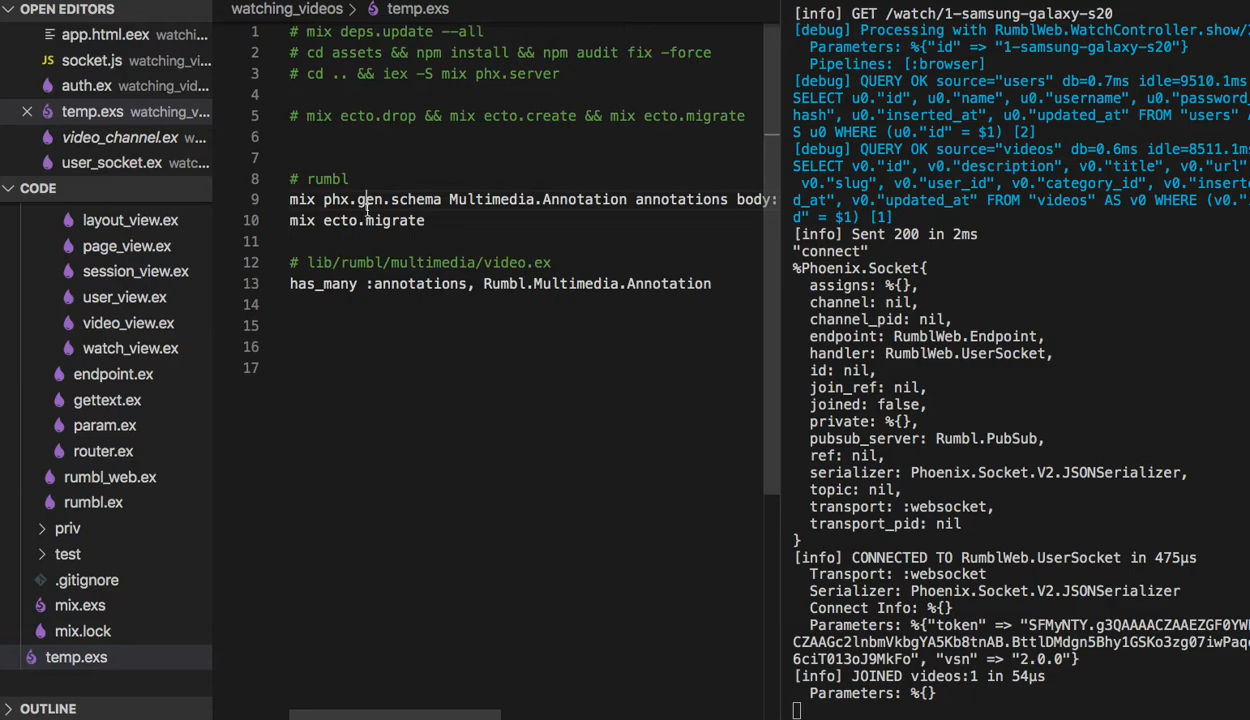 OPEN EDITORS
app.html.eex watchi...
JS socket.js watching_vi...
auth.ex watching_vid...
temp.exs watching_v...
video_channel.ex w...
user_socket.ex watc...
CODE
layout_view.ex
page_view.ex
session_view.ex
user_view.ex
video_view.ex
watch_view.ex
endpoint.ex
gettext.ex
param.ex
router.ex
rumbl_web.ex
rumbl.ex
priv
test
.gitignore
mix.exs
mix.lock
temp.exs
OUTLINE
watching_videos > temp.exs
1 # mix deps.update --all
2 # cd assets && npm install && npm audit fix -force
3 # cd .. && iex -S mix phx.server
4
5 # mix ecto.drop && mix ecto.create && mix ecto.migrate
6
7
8 # rumbl
9 mix phx.gen.schema Multimedia.Annotation annotations body:
10 mix ecto.migrate
11
12 # lib/rumbl/multimedia/video.ex
13 has_many :annotations, Rumbl.Multimedia.Annotation
14
15
16
17
[info] GET /watch/1-samsung-galaxy-s20
[debug] Processing with RumblWeb.WatchController.show/
Parameters: %{"id" => "1-samsung-galaxy-s20"}
Pipelines: [:browser]
[debug] QUERY OK source="users" db=0.7ms idle=9510.1ms
SELECT u0."id", u0."name", u0."username", u0."password_
hash", u0."inserted_at", u0."updated_at" FROM "users" A
S u0 WHERE (u0."id" = $1) [2]
[debug] QUERY OK source="videos" db=0.6ms idle=8511.1ms
SELECT v0."id", v0."description", v0."title", v0."url"
v0."slug", v0."user_id", v0."category_id", v0."inserte
d_at", v0."updated_at" FROM "videos" AS v0 WHERE (v0."i
d" = $1) [1]
[info] Sent 200 in 2ms
"connect"
%Phoenix.Socket{
assigns: %{},
channel: nil,
channel_pid: nil,
endpoint: RumblWeb.Endpoint,
handler: RumblWeb.UserSocket,
id: nil,
join_ref: nil,
joined: false,
private: %{},
pubsub_server: Rumbl.PubSub,
ref: nil,
serializer: Phoenix.Socket.V2.JSONSerializer,
topic: nil,
transport: :websocket,
transport_pid: nil
}
[info] CONNECTED TO RumblWeb.UserSocket in 475µs
Transport: :websocket
Serializer: Phoenix.Socket.V2.JSONSerializer
Connect Info: %{}
Parameters: %{"token" => "SFMyNTY.g3QAAAACZAAEZGF0YW
CZAAGc2lnbmVkbgYA5Kb8tnAB.BttlDMdgn5Bhy1GSKo3zg07iwPaq
6ciT013oJ9MkFo", "vsn" => "2.0.0"}
[info] JOINED videos:1 in 54µs
Parameters: %{}